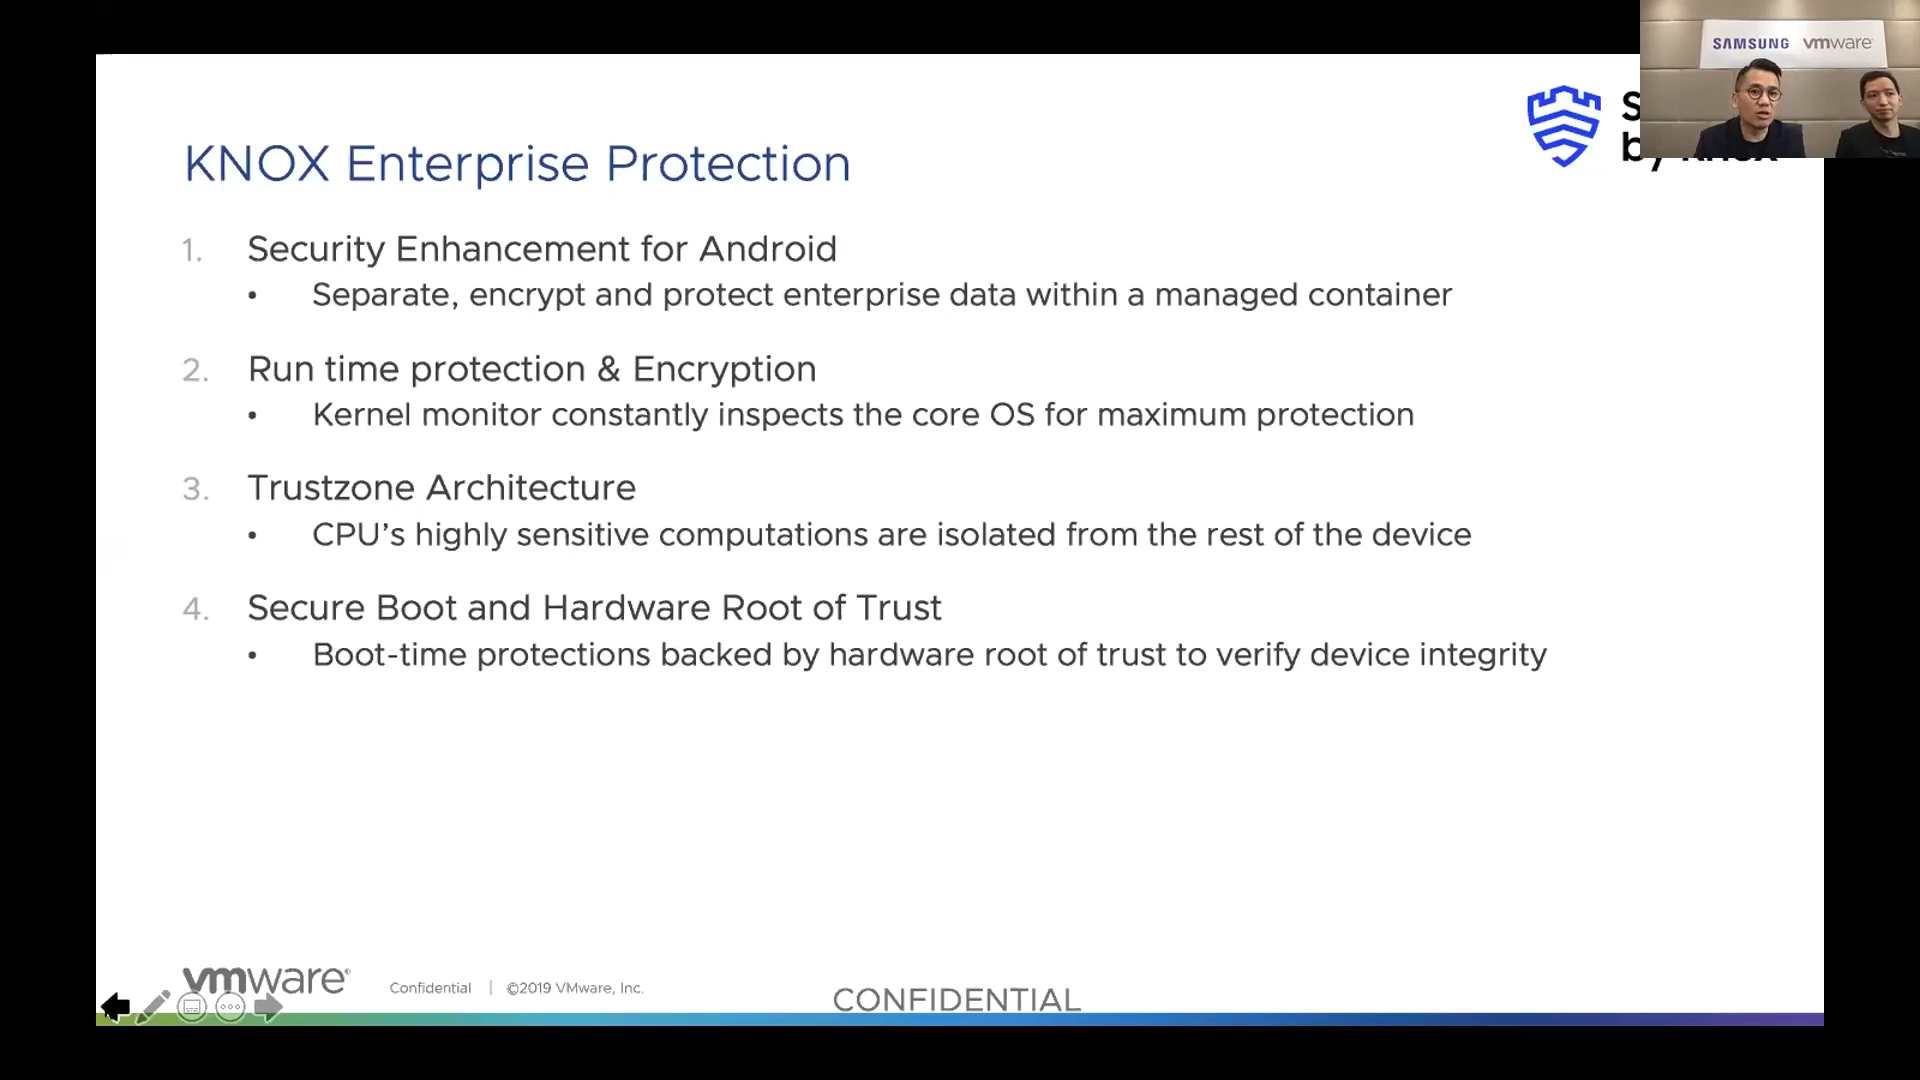 SAMSUNG vmware
KNOX Enterprise Protection
1. Security Enhancement for Android
• Separate, encrypt and protect enterprise data within a managed container
2. Run time protection & Encryption
• Kernel monitor constantly inspects the core OS for maximum protection
3. Trustzone Architecture
• CPU’s highly sensitive computations are isolated from the rest of the device
4. Secure Boot and Hardware Root of Trust
• Boot-time protections backed by hardware root of trust to verify device integrity
vmware® Confidential | ©2019 VMware, Inc.
CONFIDENTIAL